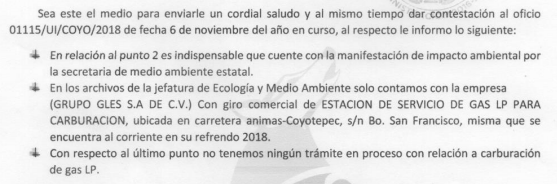 Sea este el medio para enviarle un cordial saludo y al mismo tiempo dar contestación al oficio
01115/UI/COYO/2018 de fecha 6 de noviembre del año en curso, al respecto le informo lo siguiente:
En relación al punto 2 es indispensable que cuente con la manifestación de impacto ambiental por
la secretaria de medio ambiente estatal.
En los archivos de la jefatura de Ecología y Medio Ambiente solo contamos con la empresa
(GRUPO GLES S.A DE C.V.) Con giro comercial de ESTACION DE SERVICIO DE GAS LP PARA
CARBURACION, ubicada en carretera animas-Coyotepec, s/n Bo. San Francisco, misma que se
encuentra al corriente en su refrendo 2018.
Con respecto al último punto no tenemos ningún trámite en proceso con relación a carburación
de gas LP.